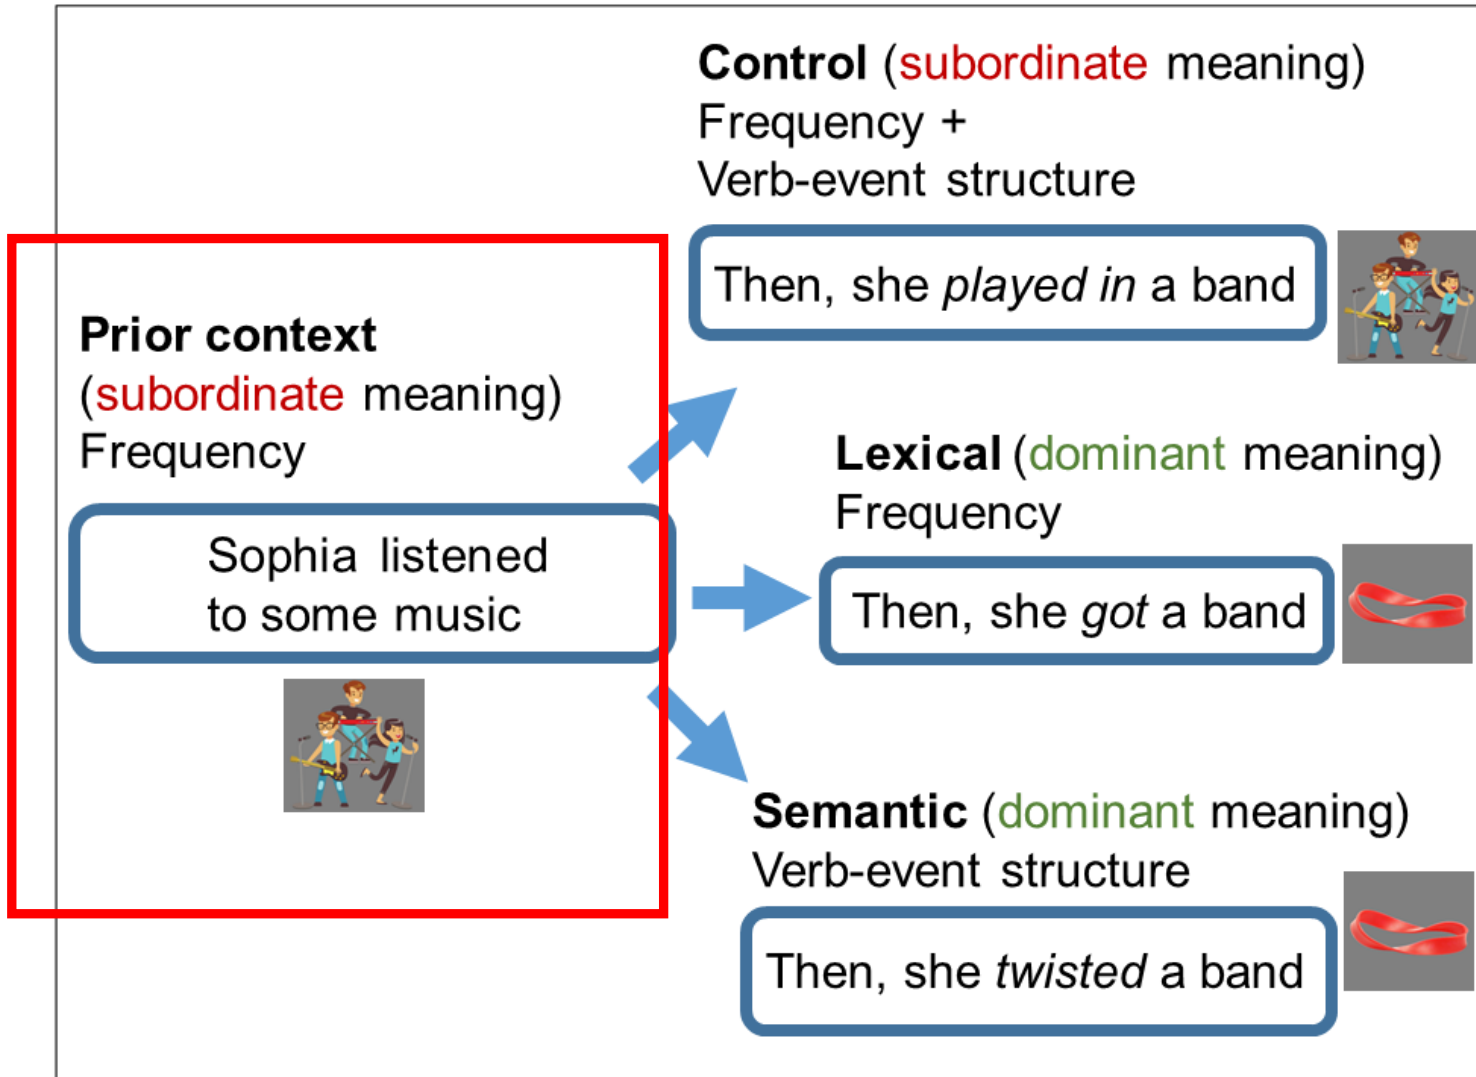 Control (subordinate meaning)
Frequency +
Verb-event structure
Then, she played in a band
Prior context
(subordinate meaning)
Frequency
Sophia listened
to some music
Lexical (dominant meaning)
Frequency
Then, she got a band
Semantic (dominant meaning)
Verb-event structure
Then, she twisted a band